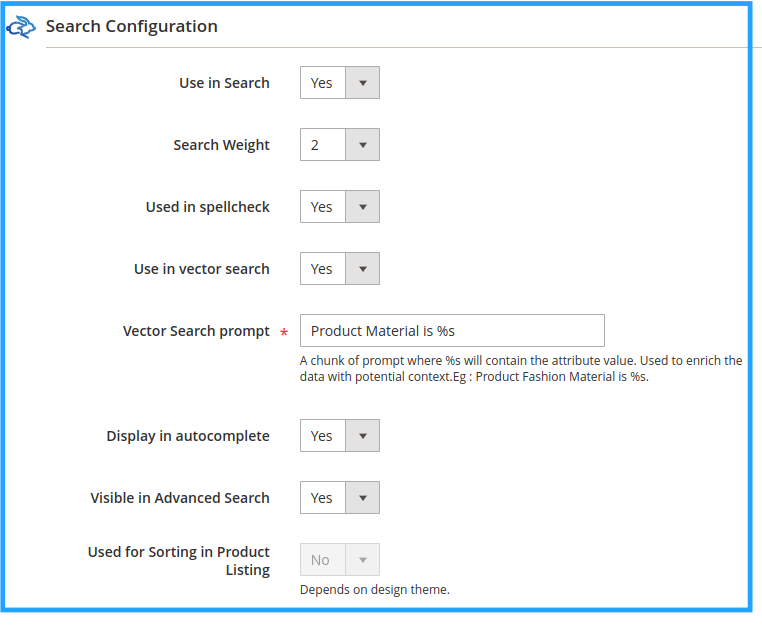 Search Configuration
Use in Search Yes
Search Weight 2
Used in spellcheck Yes
Use in vector search Yes
Vector Search prompt * Product Material is %s
A chunk of prompt where %s will contain the attribute value. Used to enrich the
data with potential context.Eg : Product Fashion Material is %s.
Display in autocomplete Yes
Visible in Advanced Search Yes
Used for Sorting in Product
Listing
No
Depends on design theme.